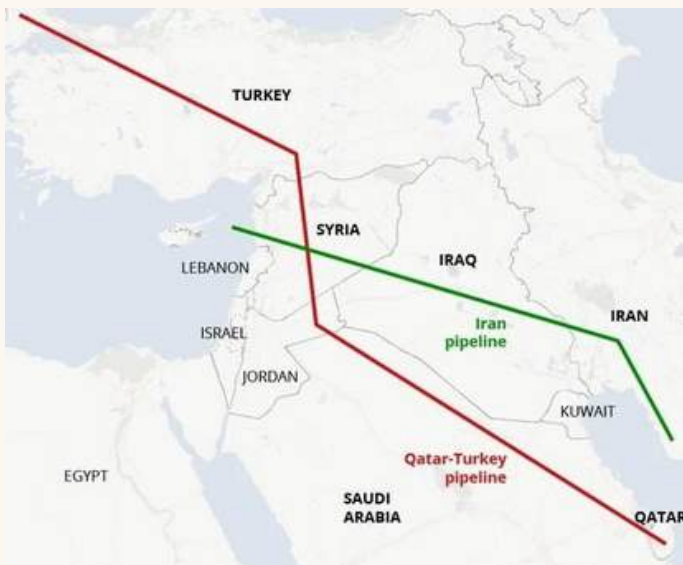 TURKEY
SYRIA
LEBANON
IRAQ
ISRAEL
IRAN
Iran
pipeline
JORDAN
KUWAIT
Qatar-Turkey
pipeline
EGYPT
SAUDI
ARABIA
QATAR